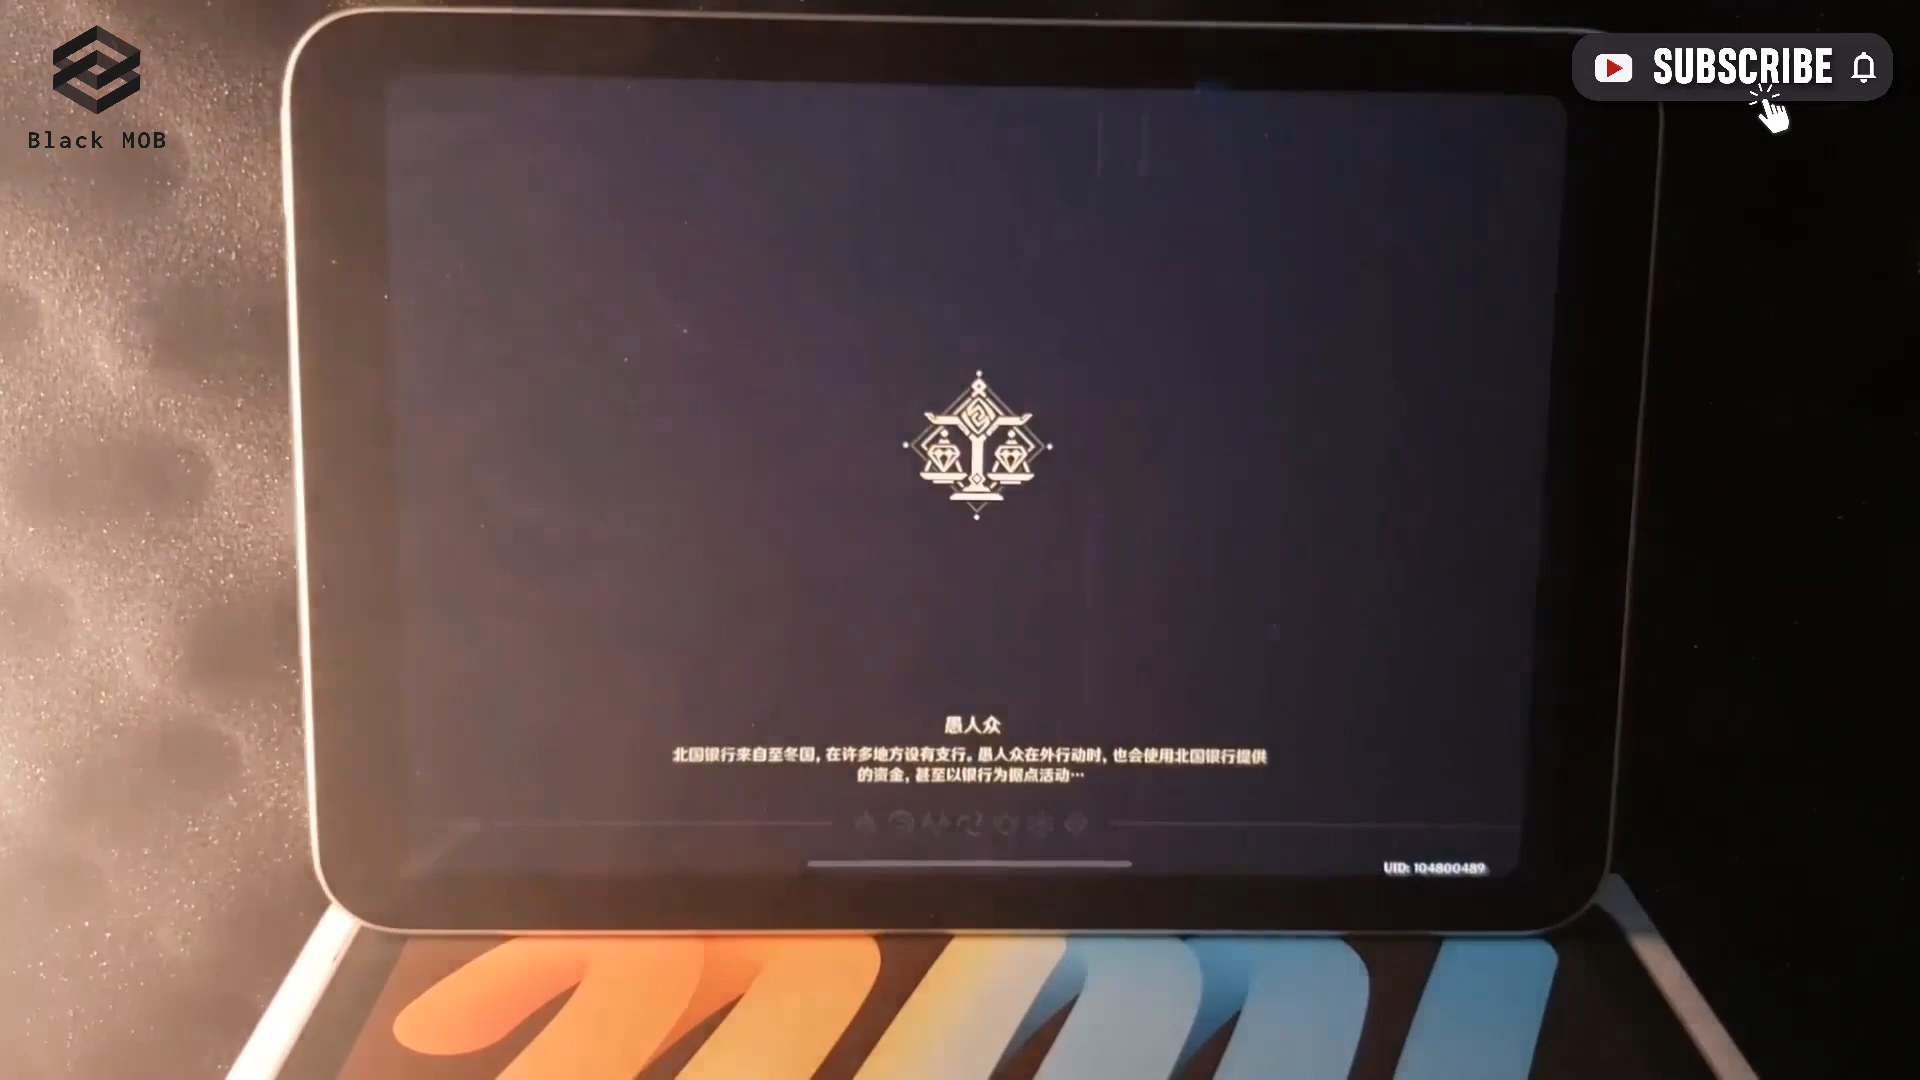 Black MOB
SUBSCRIBE
愚人众
北国银行来自至冬国，在许多地方设有支行。愚人众在外行动时，也会使用北国银行提供
的资金，甚至以银行为据点活动…
UID: 104800489
mini